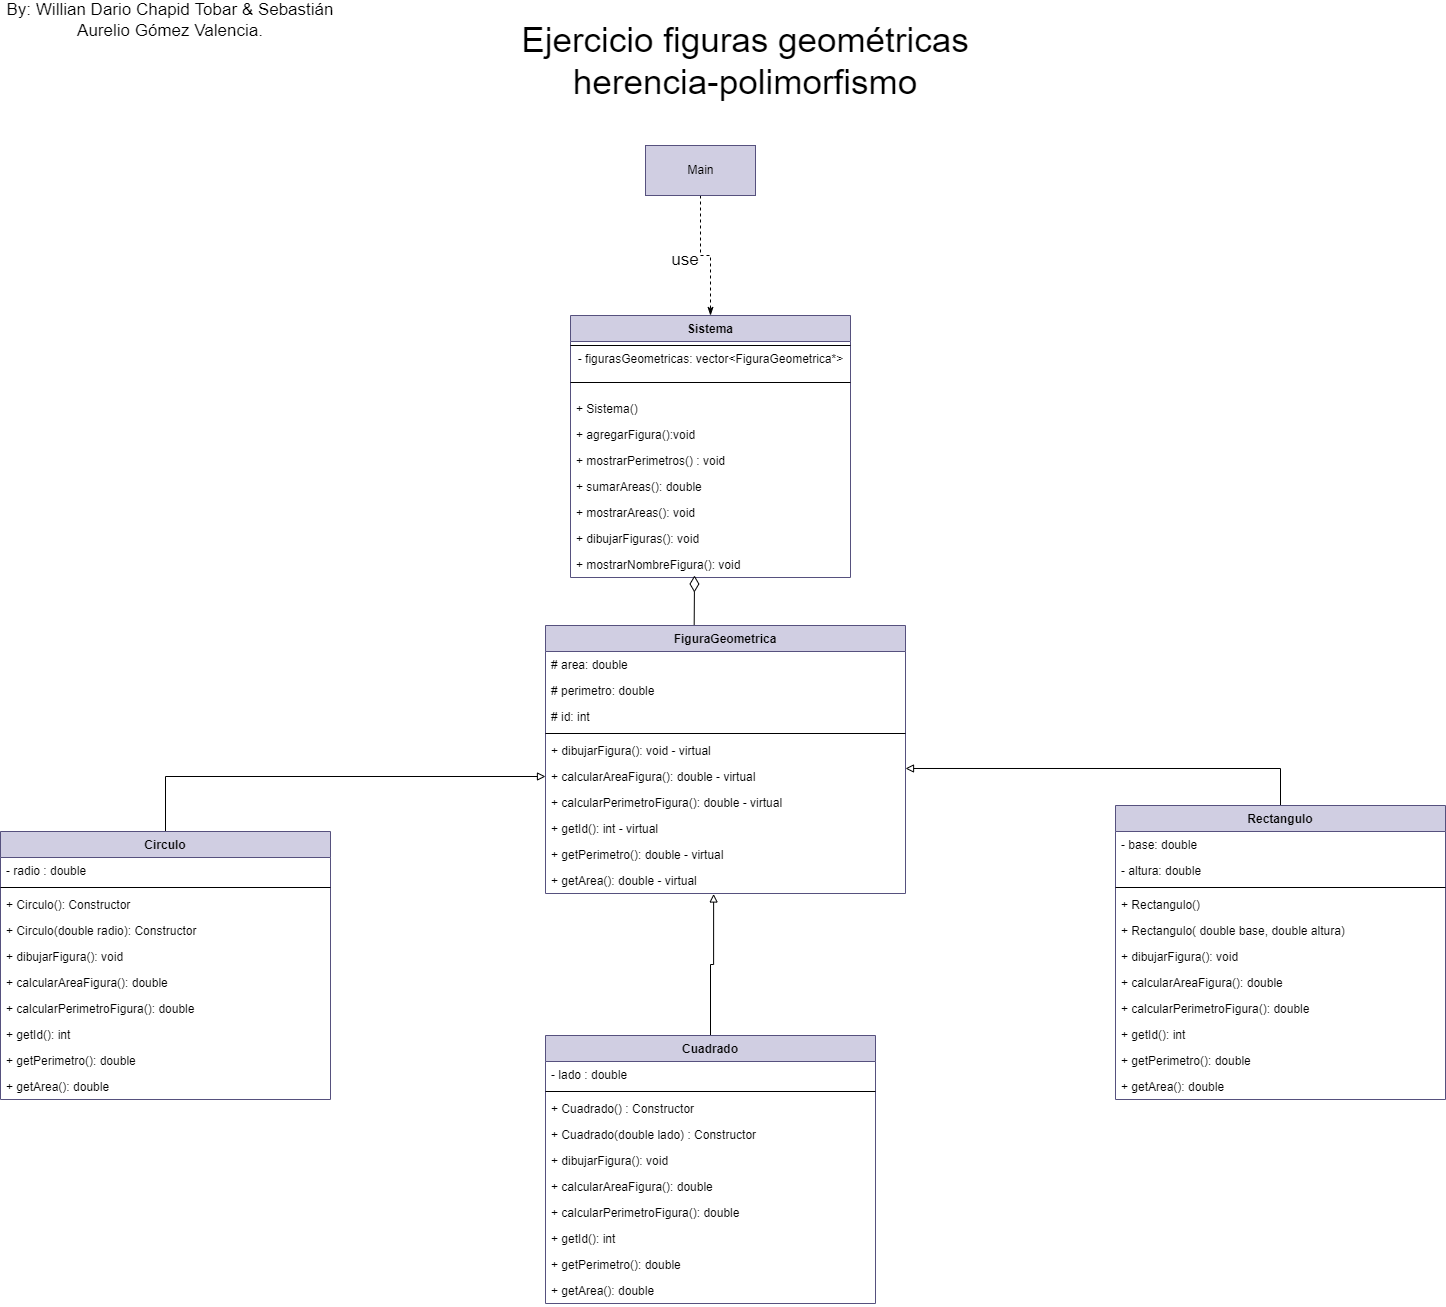 By: Willian Dario Chapid Tobar & Sebastián
Aurelio Gómez Valencia.
Ejercicio figuras geométricas
herencia-polimorfismo
Main
use
Sistema
- figurasGeometricas: vector<FiguraGeometrica*>
+ Sistema()
+ agregarFigura():void
+ mostrarPerimetros() : void
+ sumarAreas(): double
+ mostrarAreas(): void
+ dibujarFiguras(): void
+ mostrarNombreFigura(): void
FiguraGeometrica
# area: double
# perimetro: double
# id: int
+ dibujarFigura(): void - virtual
+ calcularAreaFigura(): double - virtual
+ calcularPerimetroFigura(): double - virtual
+ getId(): int - virtual
+ getPerimetro(): double - virtual
+ getArea(): double - virtual
Circulo
- radio : double
+ Circulo(): Constructor
+ Circulo(double radio): Constructor
+ dibujarFigura(): void
+ calcularAreaFigura(): double
+ calcularPerimetroFigura(): double
+ getId(): int
+ getPerimetro(): double
+ getArea(): double
Rectangulo
- base: double
- altura: double
+ Rectangulo()
+ Rectangulo( double base, double altura)
+ dibujarFigura(): void
+ calcularAreaFigura(): double
+ calcularPerimetroFigura(): double
+ getId(): int
+ getPerimetro(): double
+ getArea(): double
Cuadrado
- lado : double
+ Cuadrado() : Constructor
+ Cuadrado(double lado) : Constructor
+ dibujarFigura(): void
+ calcularAreaFigura(): double
+ calcularPerimetroFigura(): double
+ getId(): int
+ getPerimetro(): double
+ getArea(): double